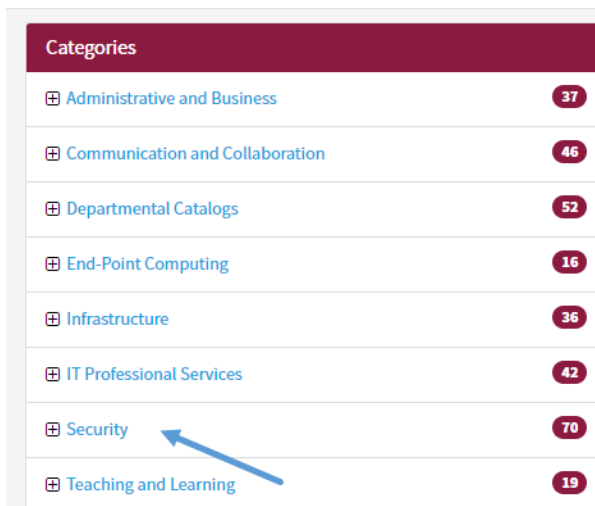 Categories
Administrative and Business 37
Communication and Collaboration 46
Departmental Catalogs 52
End-Point Computing 16
Infrastructure 36
IT Professional Services 42
Security 70
Teaching and Learning 19